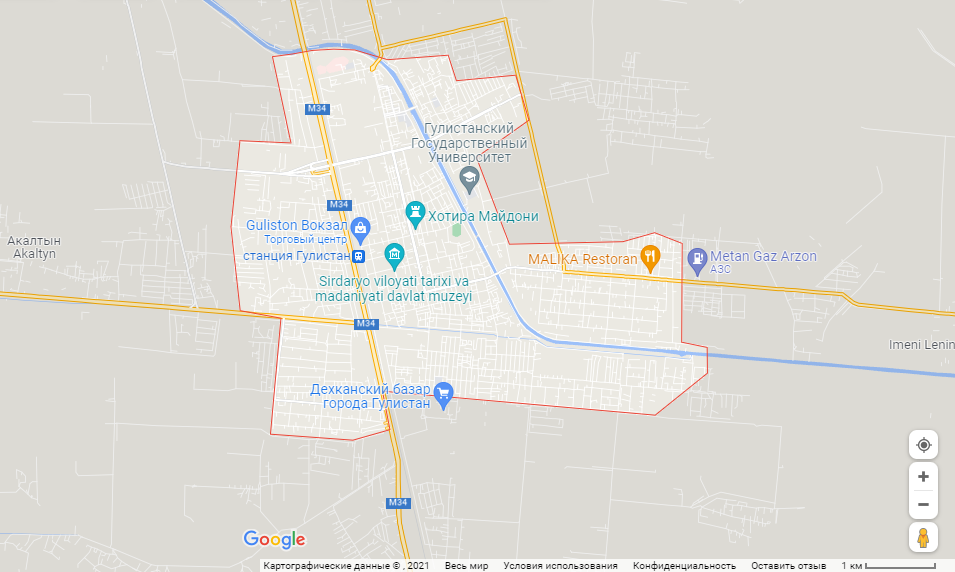 M34
Гулистанский
Государственный
Университет
M34
Хотира Майдони
Guliston Вокзал
Торговый центр
станция Гулистан
Акалтын
Akaltyn
MALIKA Restoran
Metan Gaz Arzon
АЗС
Sirdaryo viloyati tarixi va
madaniyati davlat muzeyi
M34
Imeni Lenin
Дехканский базар
города Гулистан
M34
Google
Картографические данные © , 2021 Весь мир Условия использования Конфиденциальность Оставить отзыв 1 км